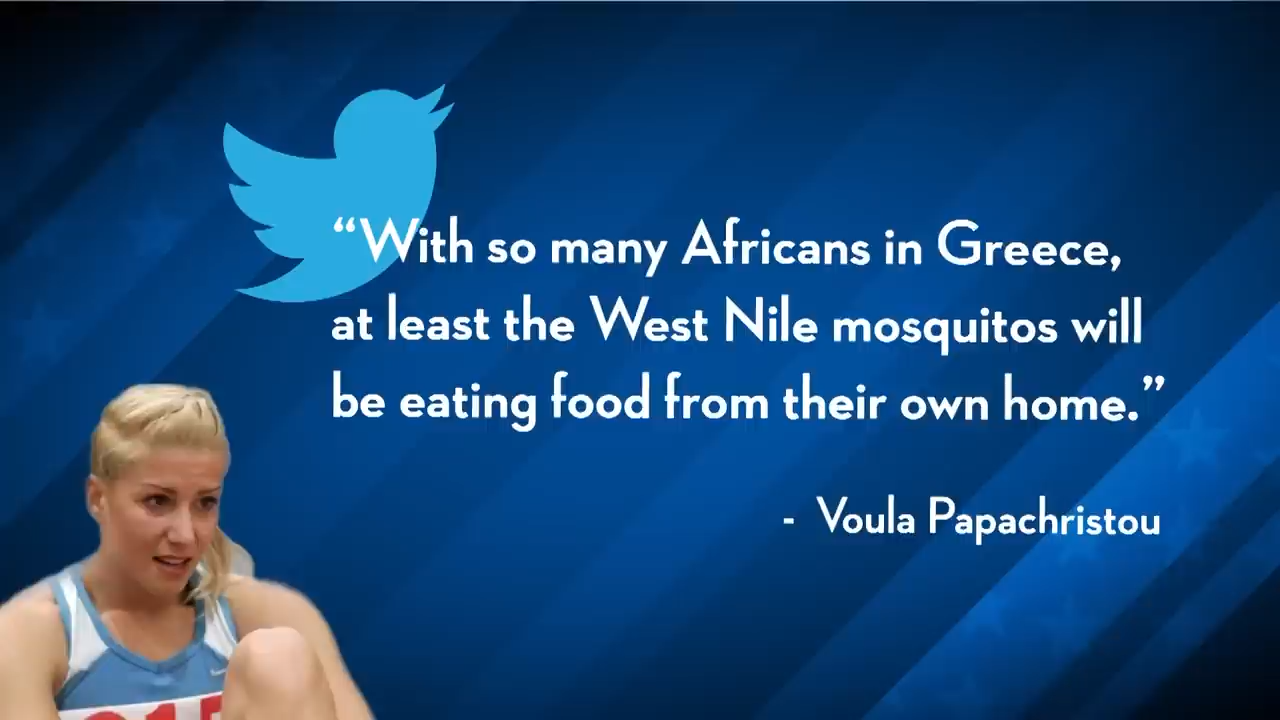 “With so many Africans in Greece,
at least the West Nile mosquitos will
be eating food from their own home.”
- Voula Papachristou